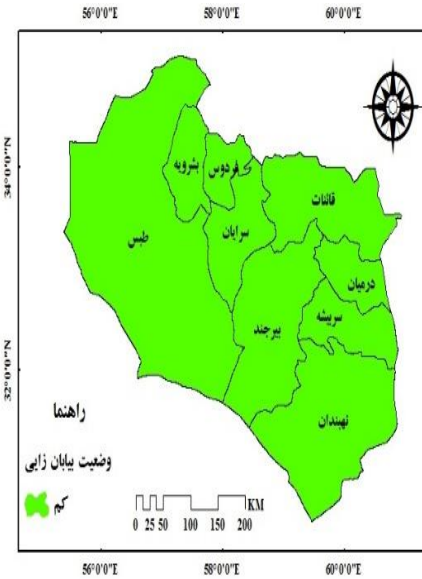 56°0'0"E 58°0'0"E 60°0'0"E
34°0'0"N
32°0'0"N
بشرویه
فردوس
قائنات
طبس
سرایان
درمیان
سربیشه
بیرجند
نهبندان
راهنما
وضعیت بیابان زایی
کم
KM
0 25 50 100 150 200
56°0'0"E 58°0'0"E 60°0'0"E